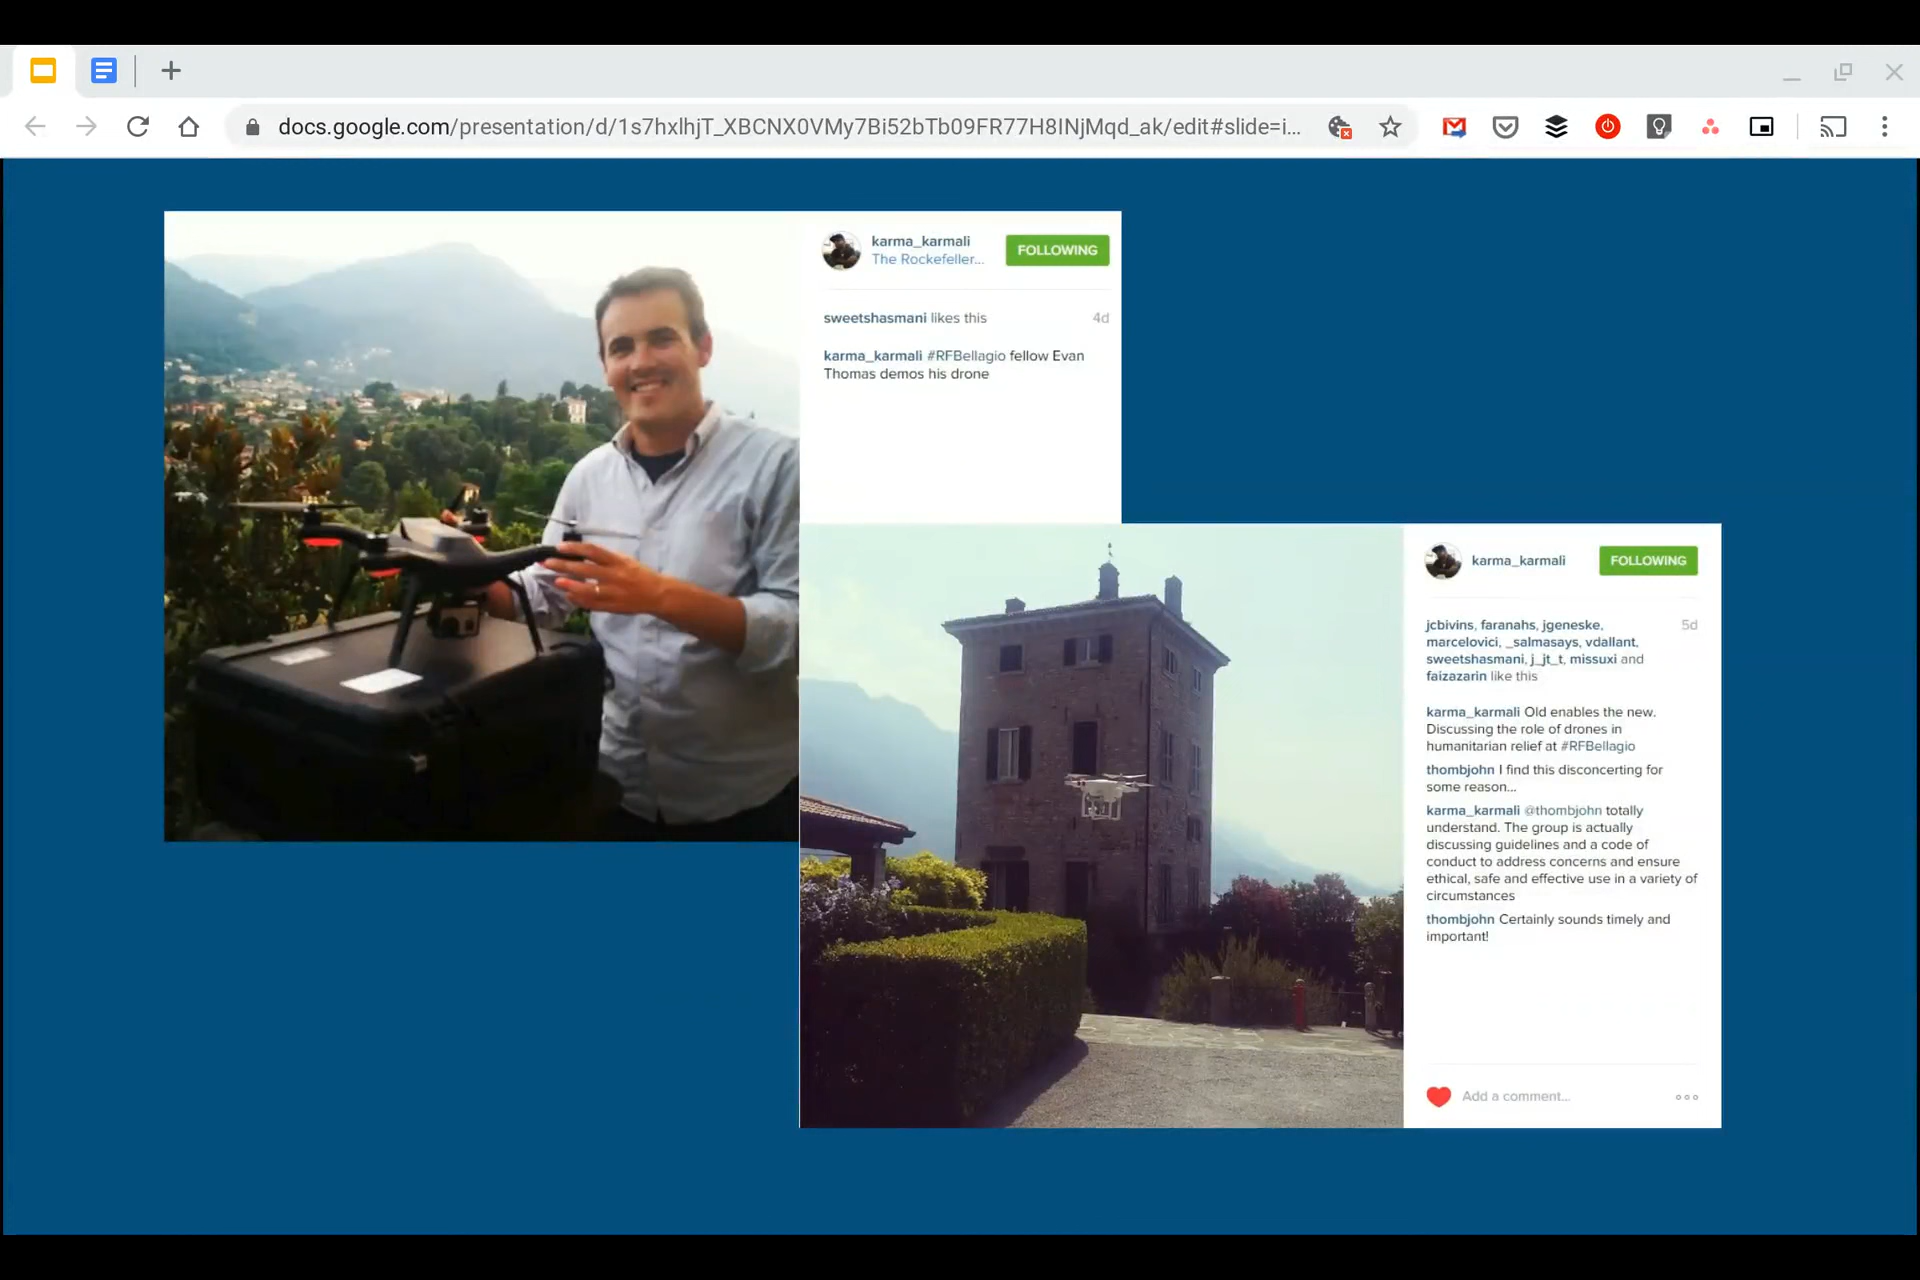 docs.google.com/presentation/d/1s7hxlhjT_XBCNX0VMy7Bi52bTb09FR77H8INjMqd_ak/edit#slide=i...
karma_karmali
The Rockefeller...
FOLLOWING
sweetshasmani likes this 4d
karma_karmali #RFBellagio fellow Evan
Thomas demos his drone
karma_karmali
FOLLOWING
jcbivins, faranahs, jgeneske, 5d
marcelovici, _salmasays, vdallant,
sweetshasmani, j_jt_t, missuxi and
faizazarin like this
karma_karmali Old enables the new.
Discussing the role of drones in
humanitarian relief at #RFBellagio
thombjohn I find this disconcerting for
some reason...
karma_karmali @thombjohn totally
understand. The group is actually
discussing guidelines and a code of
conduct to address concerns and ensure
ethical, safe and effective use in a variety of
circumstances
thombjohn Certainly sounds timely and
important!
Add a comment...